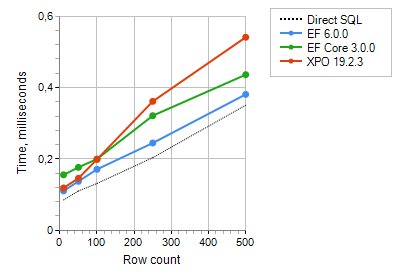 0,6
0,4
0,2
0
Time, milliseconds
0 100 200 300 400 500
Row count
Direct SQL
EF 6.0.0
EF Core 3.0.0
XPO 19.2.3